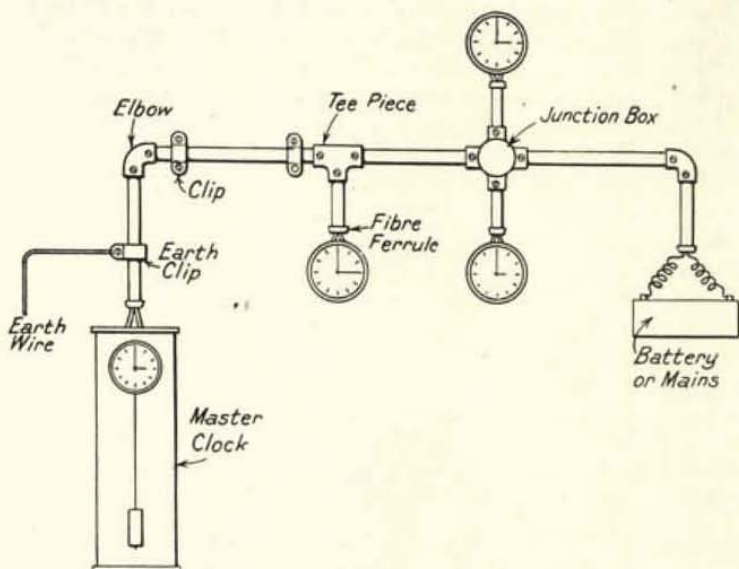 Elbow
Tee Piece
Junction Box
Clip
Fibre
Ferrule
Earth
Clip
Earth
Wire
Battery
or Mains
Master
Clock